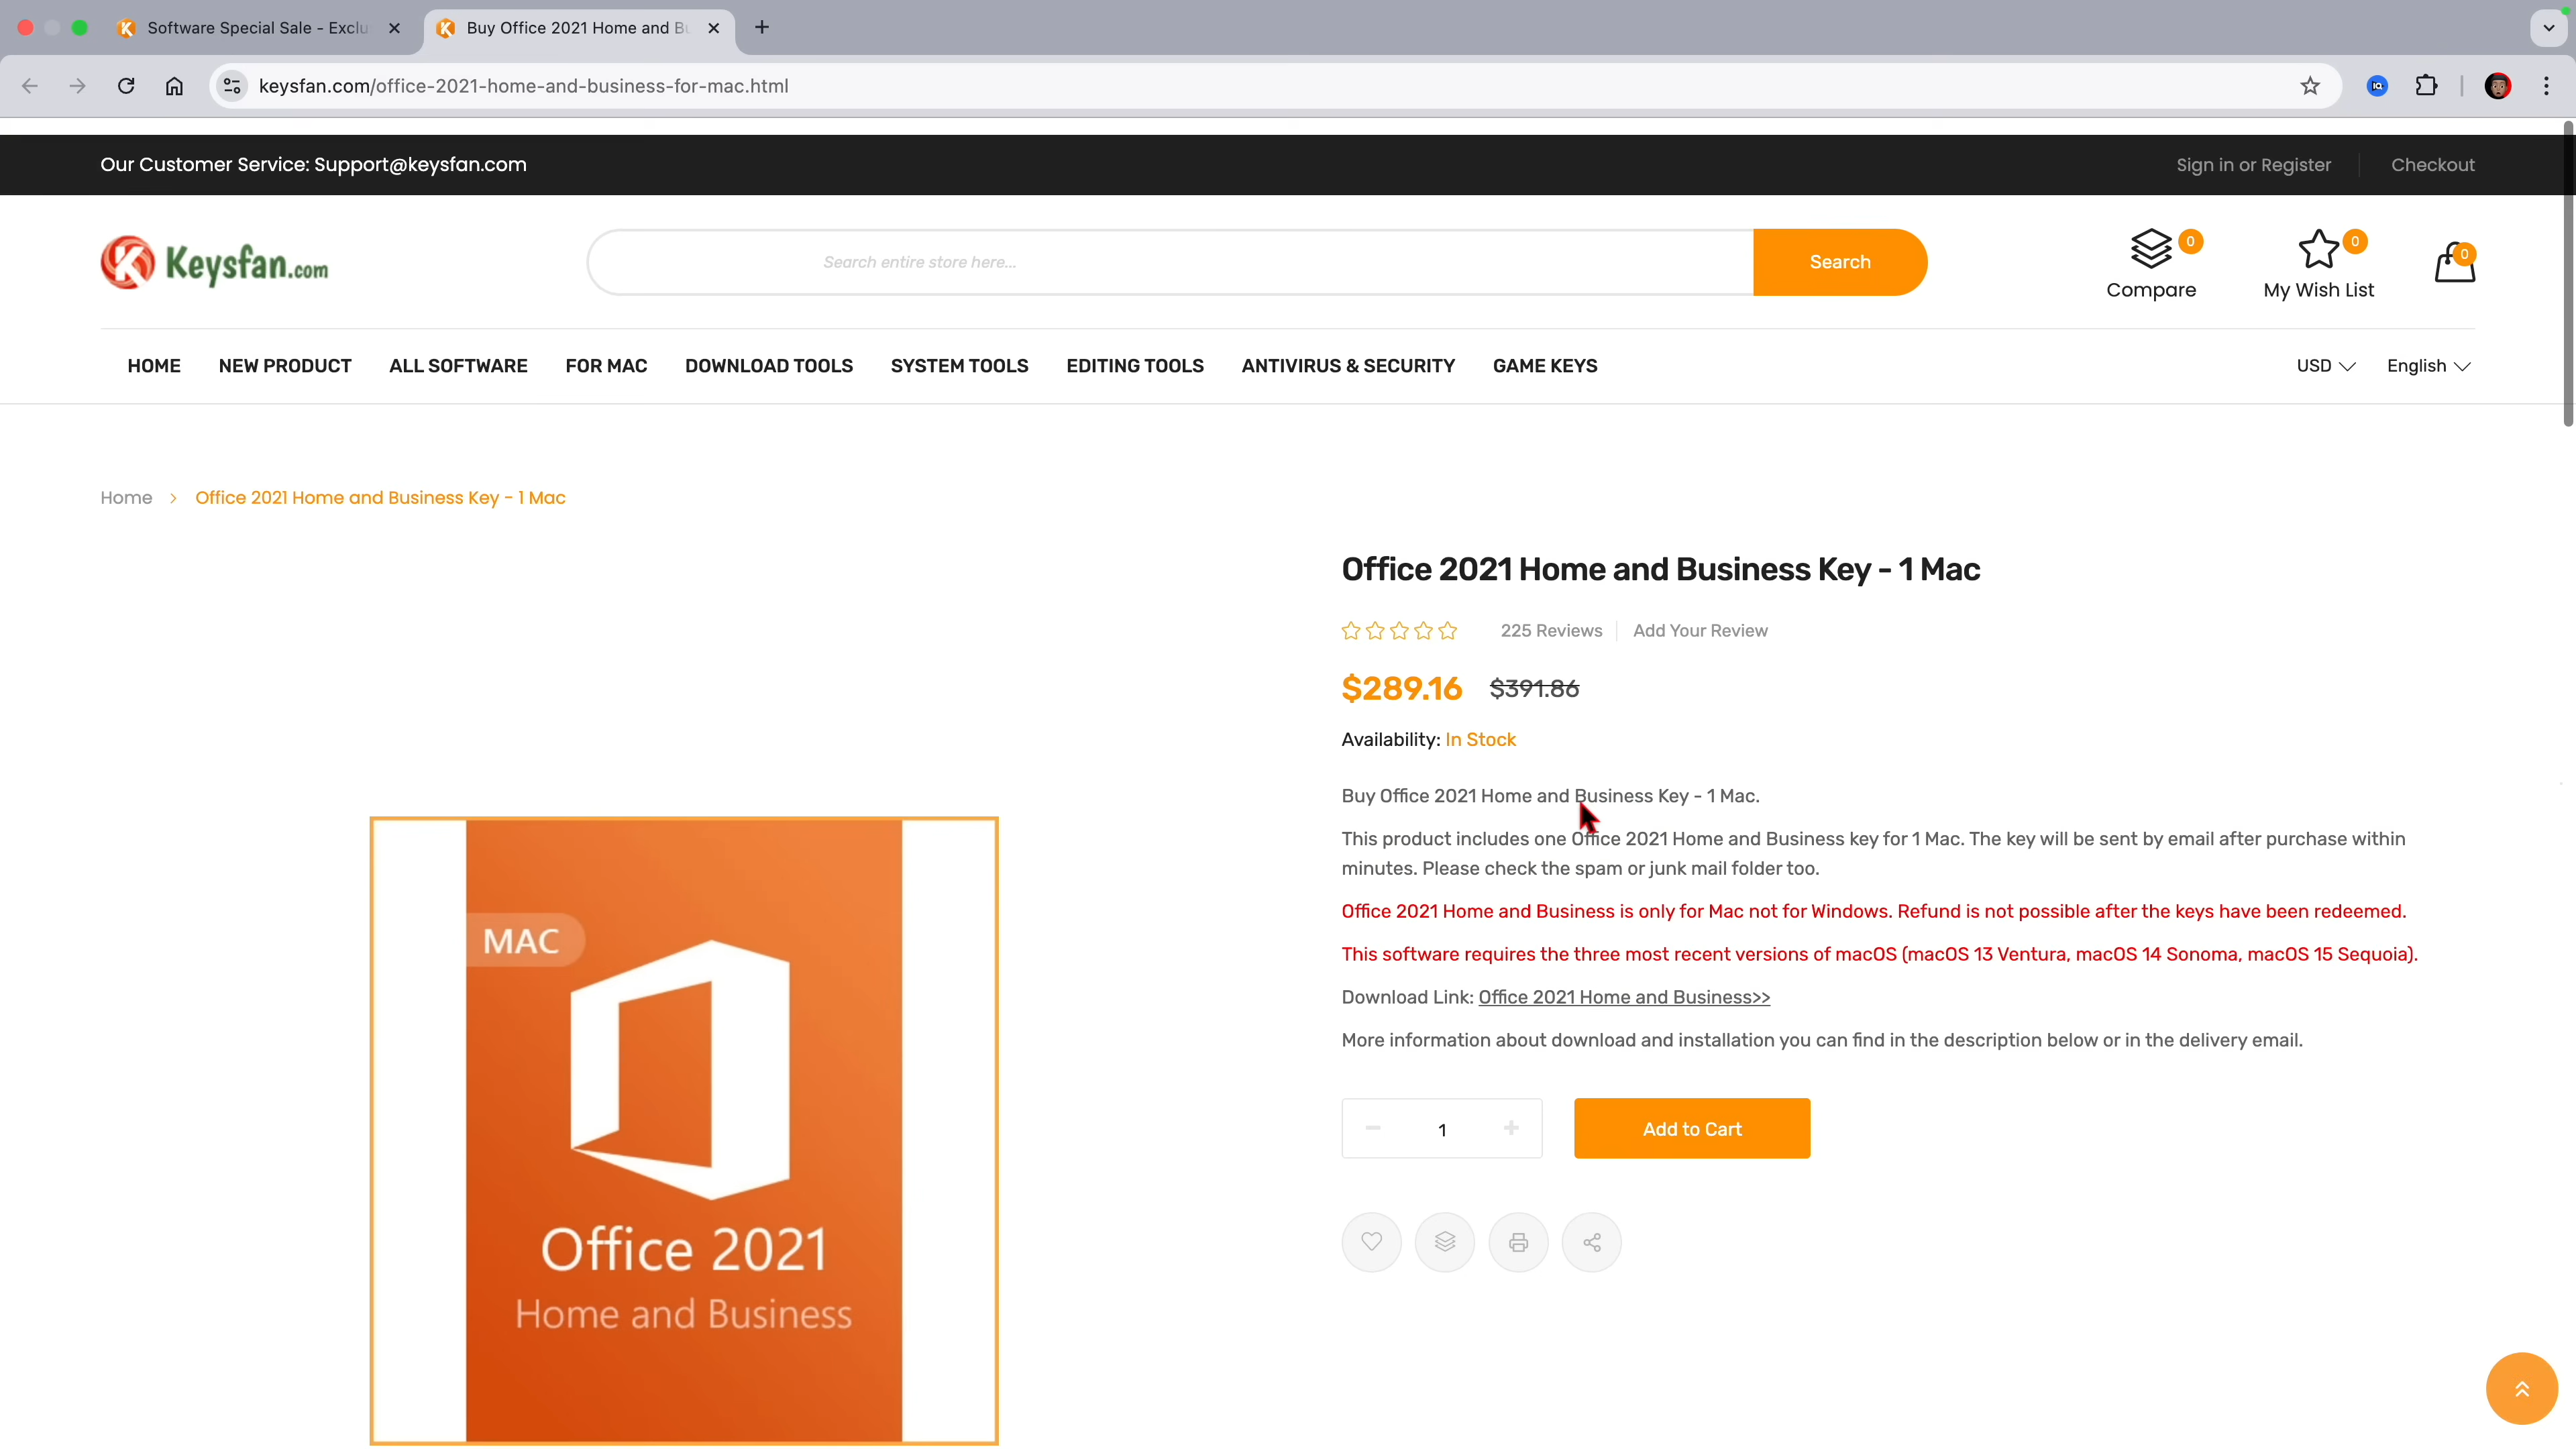 Software Special Sale - Exclu
Buy Office 2021 Home and Bu
keysfan.com/office-2021-home-and-business-for-mac.html
Our Customer Service: Support@keysfan.com
Sign in or Register
Checkout
Keysfan.com
Search entire store here...
Search
0
Compare
0
My Wish List
0
HOME
NEW PRODUCT
ALL SOFTWARE
FOR MAC
DOWNLOAD TOOLS
SYSTEM TOOLS
EDITING TOOLS
ANTIVIRUS & SECURITY
GAME KEYS
USD
English
Home > Office 2021 Home and Business Key - 1 Mac
Office 2021 Home and Business Key - 1 Mac
225 Reviews
Add Your Review
$289.16 $391.86
Availability: In Stock
Buy Office 2021 Home and Business Key - 1 Mac.
This product includes one Office 2021 Home and Business key for 1 Mac. The key will be sent by email after purchase within
minutes. Please check the spam or junk mail folder too.
Office 2021 Home and Business is only for Mac not for Windows. Refund is not possible after the keys have been redeemed.
This software requires the three most recent versions of macOS (macOS 13 Ventura, macOS 14 Sonoma, macOS 15 Sequoia).
Download Link: Office 2021 Home and Business>>
More information about download and installation you can find in the description below or in the delivery email.
1
Add to Cart
MAC
Office 2021
Home and Business